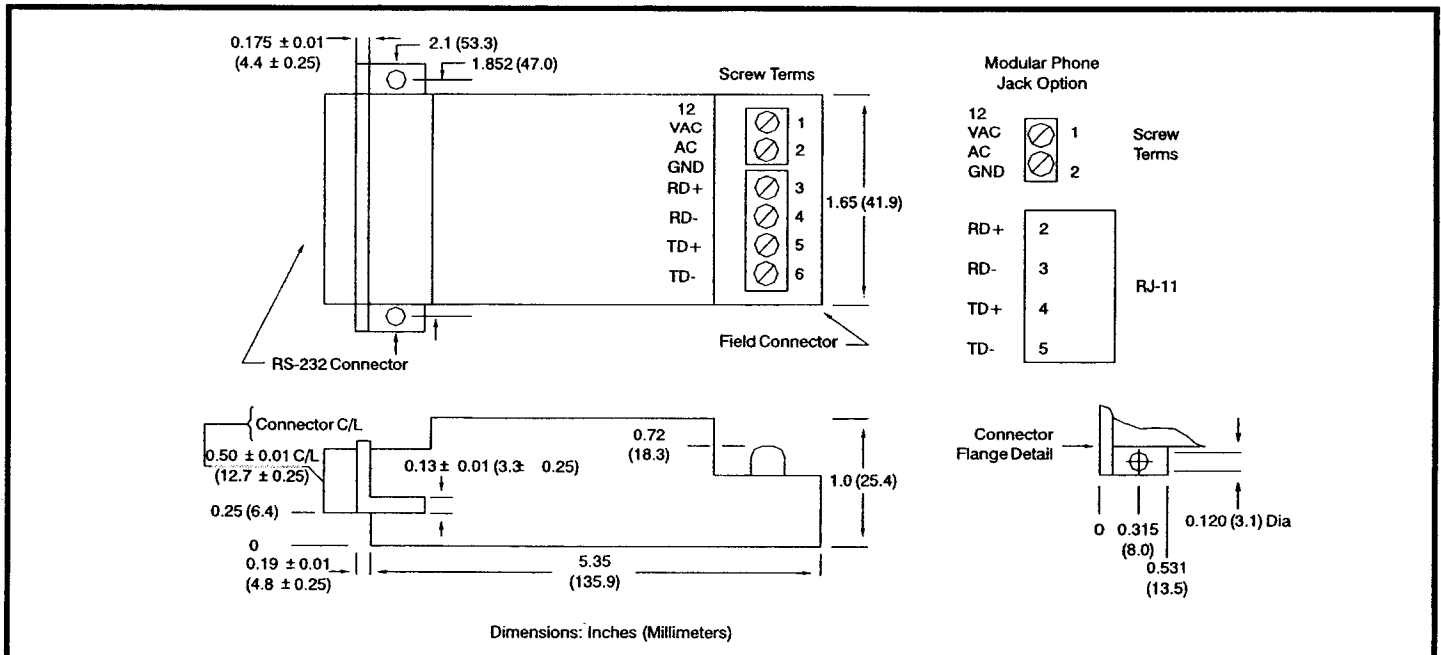 0.175 ± 0.01
(4.4 ± 0.25)
2.1 (53.3)
1.852 (47.0)
Screw Terms
12
VAC
AC
GND
RD+
RD-
TD+
TD-
1
2
3
4
5
6
1.65 (41.9)
Field Connector
RS-232 Connector
Modular Phone
Jack Option
12
VAC
AC
GND
1
2
Screw
Terms
RD+
RD-
TD+
TD-
2
3
4
5
RJ-11
Connector C/L
0.50 ± 0.01 C/L
(12.7 ± 0.25)
0.25 (6.4)
0
0.19 ± 0.01
(4.8 ± 0.25)
0.13 ± 0.01 (3.3± 0.25)
0.72
(18.3)
1.0 (25.4)
5.35
(135.9)
Connector
Flange Detail
0
0.315
(8.0)
0.531
(13.5)
0.120 (3.1) Dia
Dimensions: Inches (Millimeters)